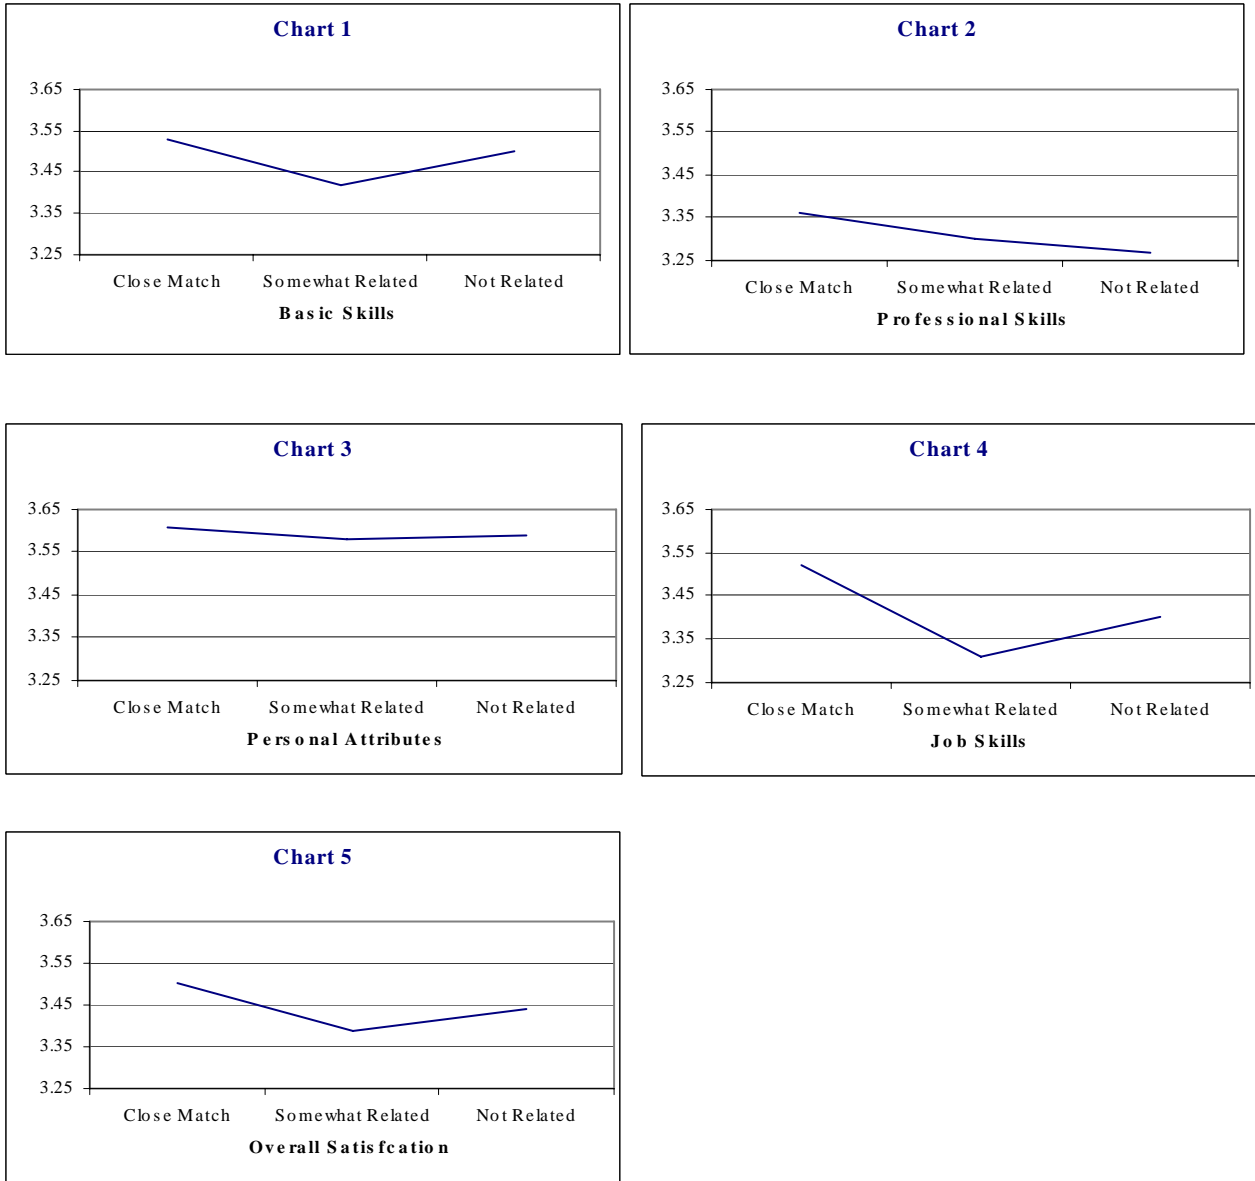 Chart 1
3.65
3.55
3.45
3.35
3.25
Close Match Somewhat Related Not Related
Basic Skills
Chart 2
3.65
3.55
3.45
3.35
3.25
Close Match Somewhat Related Not Related
Professional Skills
Chart 3
3.65
3.55
3.45
3.35
3.25
Close Match Somewhat Related Not Related
Personal Attributes
Chart 4
3.65
3.55
3.45
3.35
3.25
Close Match Somewhat Related Not Related
Job Skills
Chart 5
3.65
3.55
3.45
3.35
3.25
Close Match Somewhat Related Not Related
Overall Satisfcation